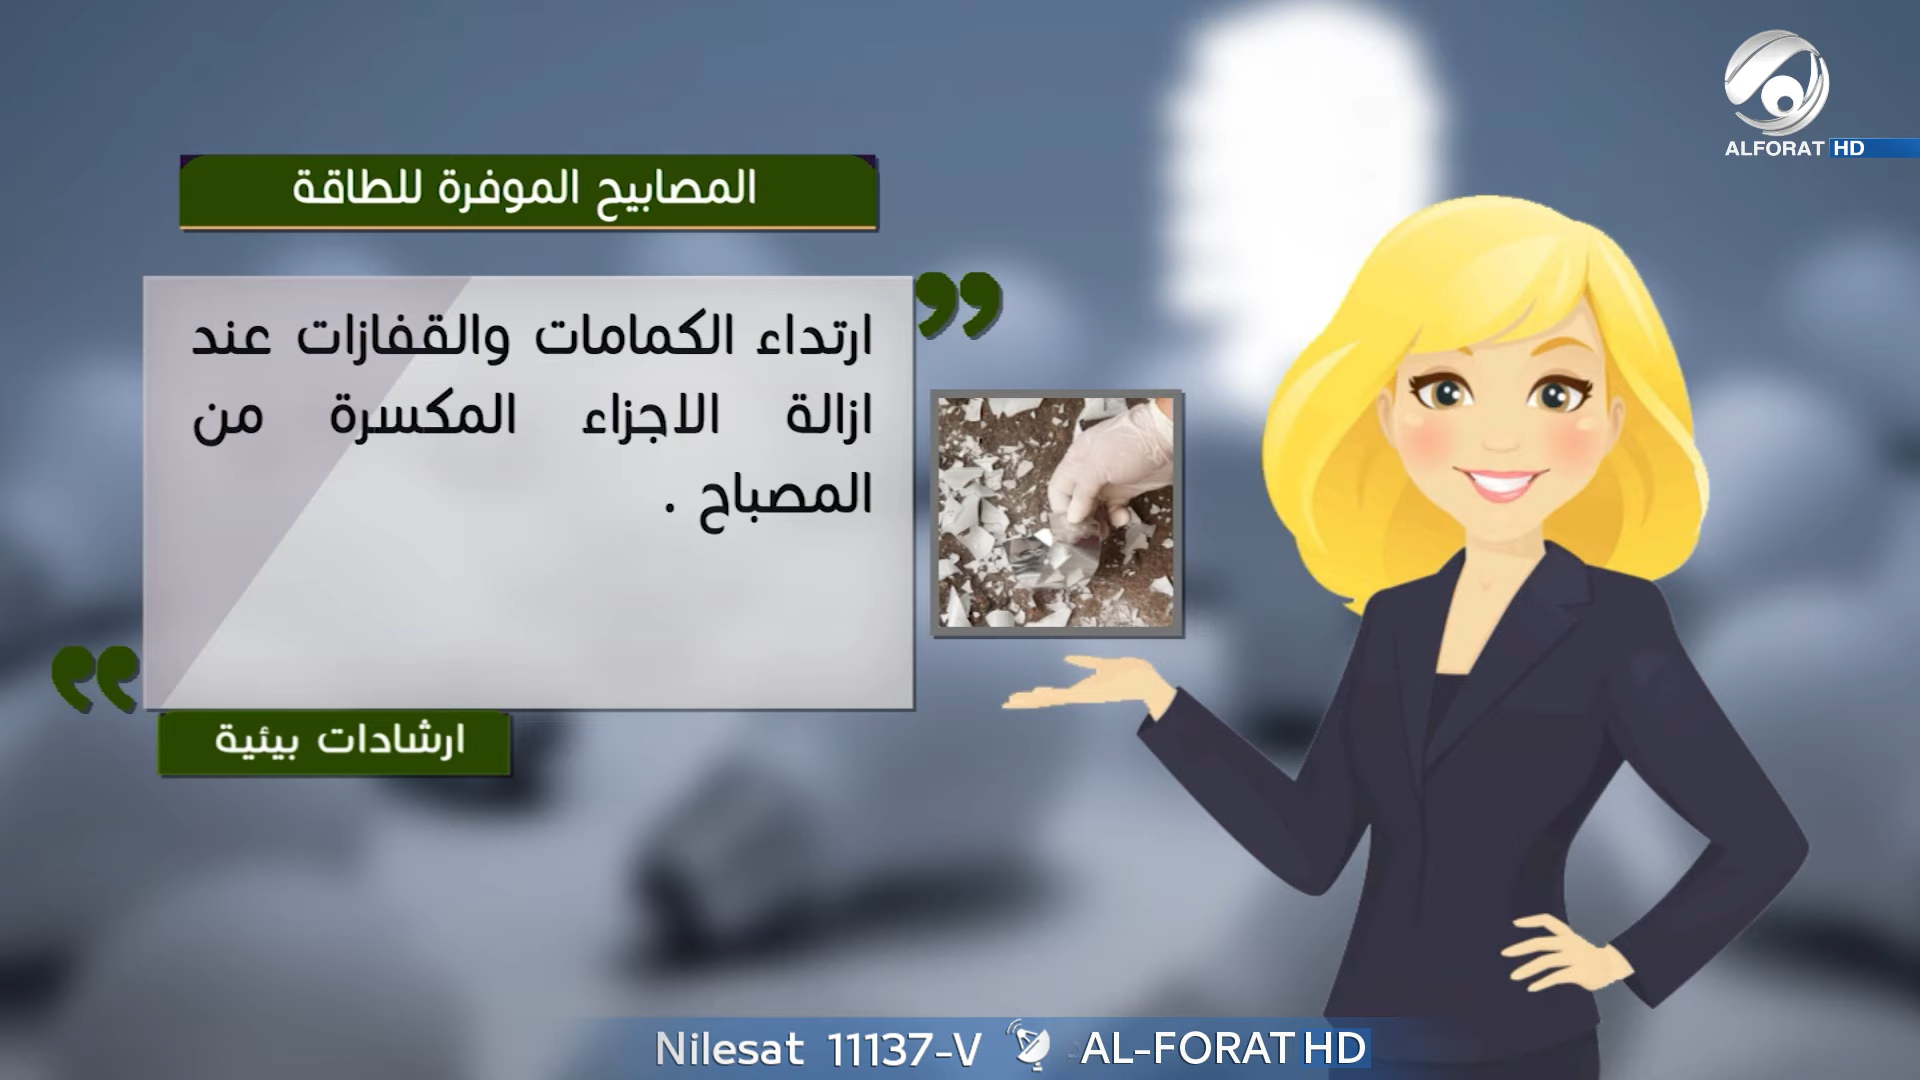 ALFORAT HD
المصابيح الموفرة للطاقة
ارتداء الكمامات والقفازات عند
ازالة الاجزاء المكسرة من
المصباح .
ارشادات بيئية
Nilesat 11137-V AL-FORAT HD